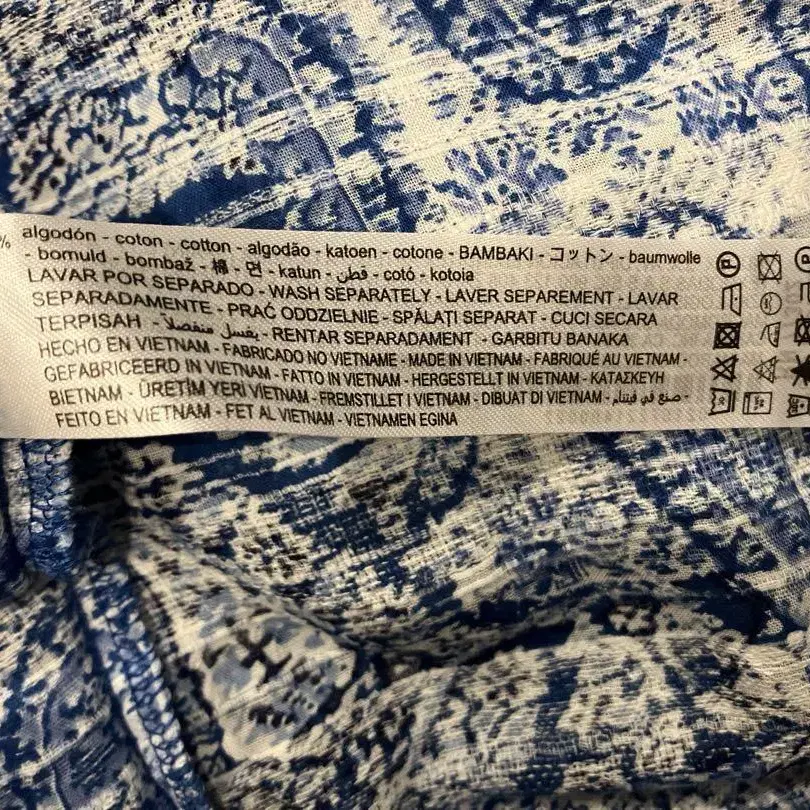 % algodón - coton - cotton - algodão - katoen - cotone - BAMBAKI - コットン - baumwolle
- bomuld - bombaž - 棉 - 면 - katun - قطن - cotó - kotoia
LAVAR POR SEPARADO - WASH SEPARATELY - LAVER SEPAREMENT - LAVAR
SEPARADAMENTE - PRAĆ ODDZIELNIE - SPĂLAȚI SEPARAT - CUCI SECARA
TERPISAH - يغسل منفصلاً - RENTAR SEPARADAMENT - GARBITU BANAKA
HECHO EN VIETNAM - FABRICADO NO VIETNAME - MADE IN VIETNAM - FABRIQUÉ AU VIETNAM -
GEFABRICEERD IN VIETNAM - FATTO IN VIETNAM - HERGESTELLT IN VIETNAM - ΚΑΤΑΣΚΕΥΗ
ΒΙΕΤΝΑΜ - ÜRETİM YERİ VIETNAM - FREMSTILLET I VIETNAM - DIBUAT DI VIETNAM - صنع في فيتنام -
FEITO EN VIETNAM - FET AL VIETNAM - VIETNAMEN EGINA